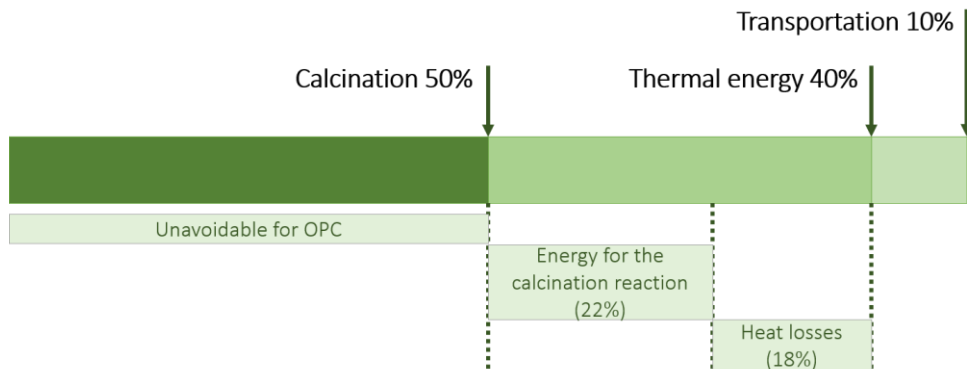 Transportation 10%
Calcination 50%
Thermal energy 40%
Unavoidable for OPC
Energy for the
calcination reaction
(22%)
Heat losses
(18%)